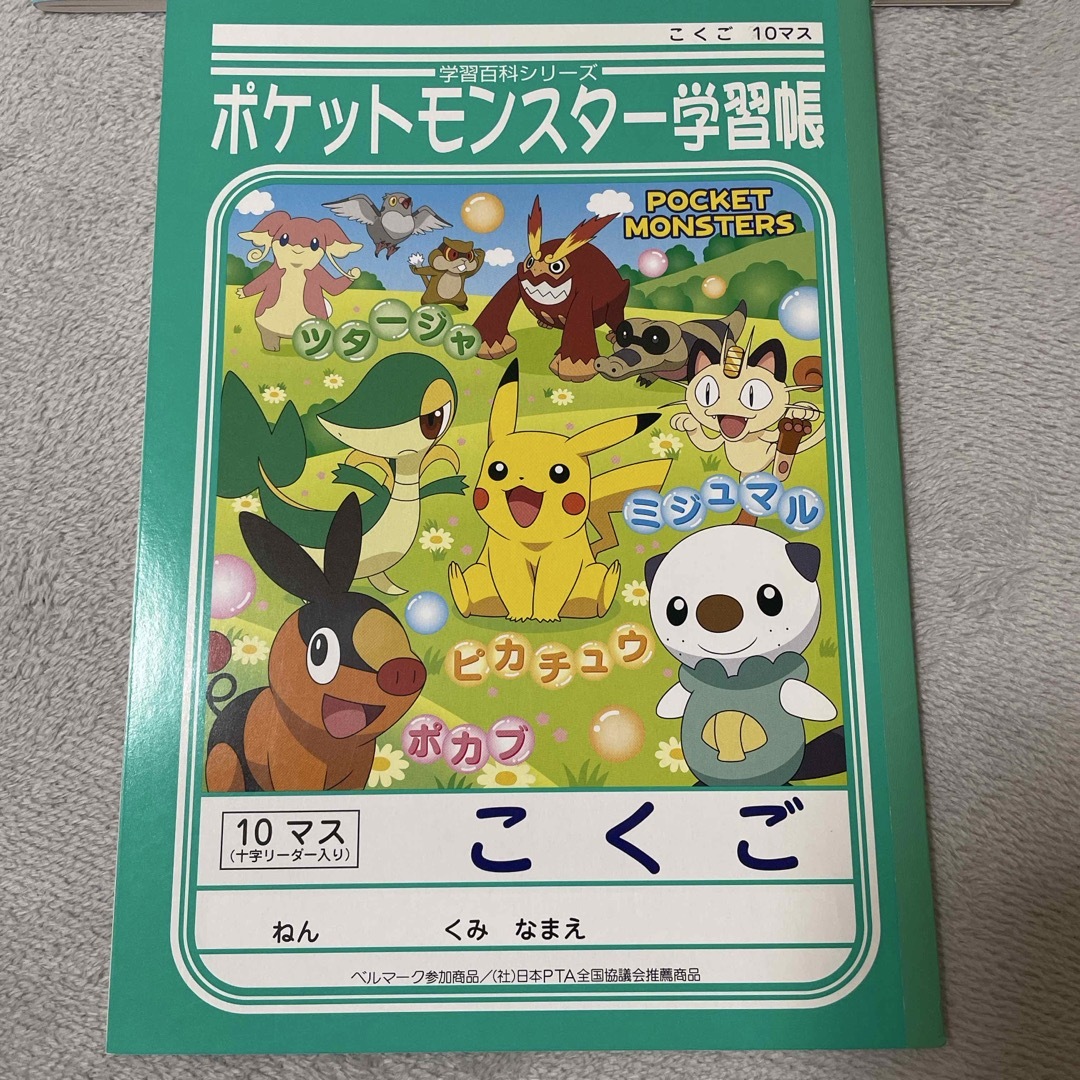 こくご 10マス
学習百科シリーズ
ポケットモンスター学習帳
POCKET
MONSTERS
ツタージャ
ミジュマル
ピカチュウ
ポカブ
10 マス
(十字リーダー入り)
こくご
ねん くみ なまえ
ベルマーク参加商品/(社)日本PTA全国協議会推薦商品